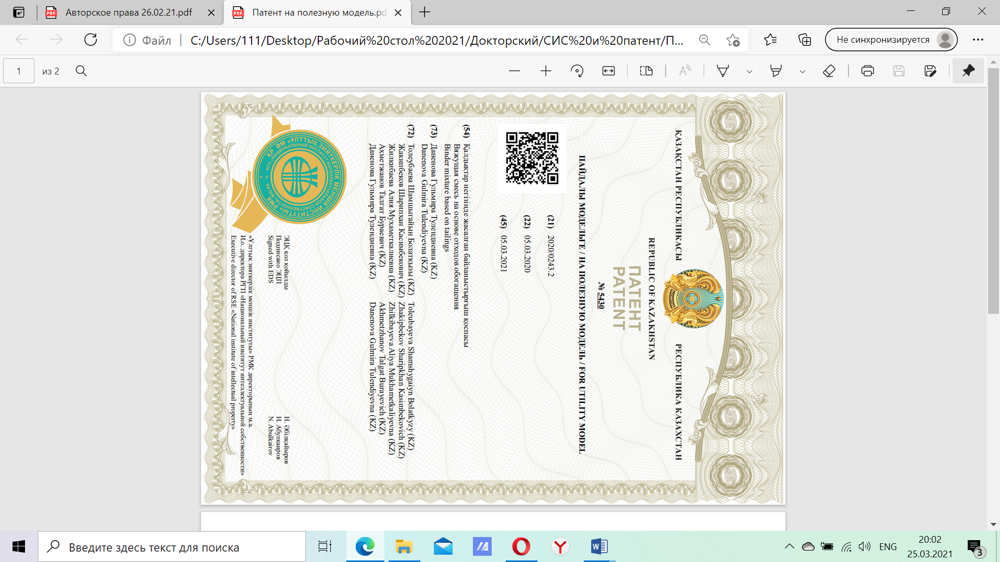 Авторское права 26.02.21.pdf
Патент на полезную модель.pd
Файл
C:/Users/111/Desktop/Рабочий%20стол%202021/Докторский/СИС%20и%20патент/П...
Не синхронизируется
1 из 2
ҚАЗАҚСТАН РЕСПУБЛИКАСЫ
РЕСПУБЛИКА КАЗАХСТАН
REPUBLIC OF KAZAKHSTAN
ПАТЕНТ
PATENT
№ 5430
ПАЙДАЛЫ МОДЕЛЬГЕ / НА ПОЛЕЗНУЮ МОДЕЛЬ / FOR UTILITY MODEL
(21) 2020/0243.2
(22) 05.03.2020
(45) 05.03.2021
(54) Қалдықтар негізінде жасалған байланыстырғыш қоспасы
Вяжущая смесь на основе отходов обогащения
Binder mixture based on tailings
(73) Даненова Гульмира Тулендиевна (KZ)
Danenova Gulmira Tulendiyevna (KZ)
(72) Толеубаева Шамшығайын Болатқызы (KZ) Toleubayeva Shamshygaiyn Bolatkyzy (KZ)
Жакипбеков Шарипхан Касимбекович (KZ) Zhakipbekov Sharipkhan Kasimbekovich (KZ)
Жилкибаева Алия Мухаметкалиевна (KZ) Zhilkibayeva Aliya Mukhametkaliyevna (KZ)
Ахметжанов Талгат Бураевич (KZ) Akhmetzhanov Talgat Burayevich (KZ)
Даненова Гульмира Тулендиевна (KZ) Danenova Gulmira Tulendiyevna (KZ)
ҚР ӘМ «ҰЛТТЫҚ ЗИЯТКЕРЛІК МЕНШІК ИНСТИТУТЫ» РМК
РГП «НАЦИОНАЛЬНЫЙ ИНСТИТУТ ИНТЕЛЛЕКТУАЛЬНОЙ СОБСТВЕННОСТИ» МЮ РК
ЭЦҚ қол қойылды Н. Әбілқайыров
Подписано ЭЦП Н. Абулкаиров
Signed with EDS N. Abulkairov
«Ұлттық зияткерлік меншік институты» РМК директорының м.а.
И.о. директора РГП «Национальный институт интеллектуальной собственности»
Executive director of RSE «National institute of intellectual property»
Введите здесь текст для поиска
ENG
20:02
25.03.2021
3